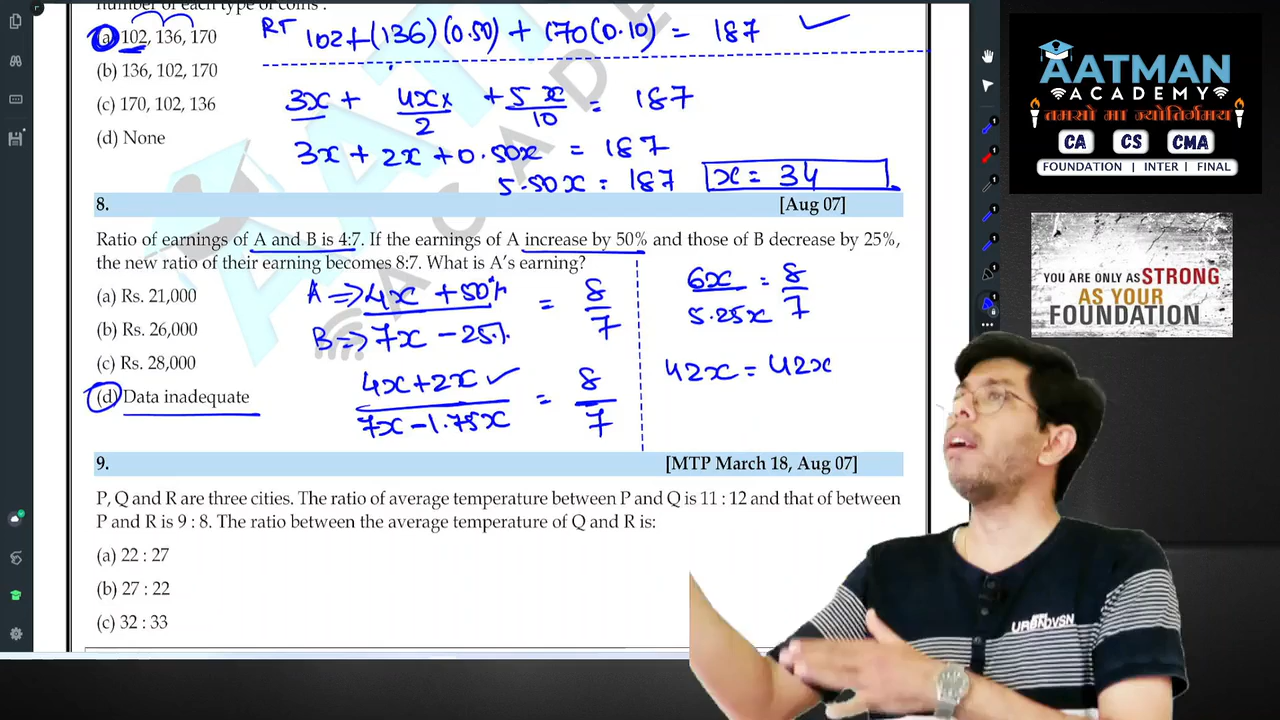 number of each type of coins :
(a) 102, 136, 170
RT 102+(136)(0.50) + 170(0.10) = 187 ✓
(b) 136, 102, 170
(c) 170, 102, 136
(d) None
3x + 4x x/2 + 5x/10 = 187
3x + 2x + 0.50x = 187
5.50x = 187
x = 34
8. [Aug 07]
Ratio of earnings of A and B is 4:7. If the earnings of A increase by 50% and those of B decrease by 25%,
the new ratio of their earning becomes 8:7. What is A's earning?
(a) Rs. 21,000
(b) Rs. 26,000
(c) Rs. 28,000
(d) Data inadequate
A => 4x + 50% = 8
B => 7x - 25% 7
4x+2x ✓ = 8
7x-1.75x 7
6x = 8
5.25x 7
42x = 42x
9. [MTP March 18, Aug 07]
P, Q and R are three cities. The ratio of average temperature between P and Q is 11 : 12 and that of between
P and R is 9 : 8. The ratio between the average temperature of Q and R is:
(a) 22 : 27
(b) 27 : 22
(c) 32 : 33
AATMAN
ACADEMY
तमसो मा ज्योतिर्गमय
CA CS CMA
FOUNDATION | INTER | FINAL
YOU ARE ONLY AS STRONG
AS YOUR
FOUNDATION
URBNDVSN